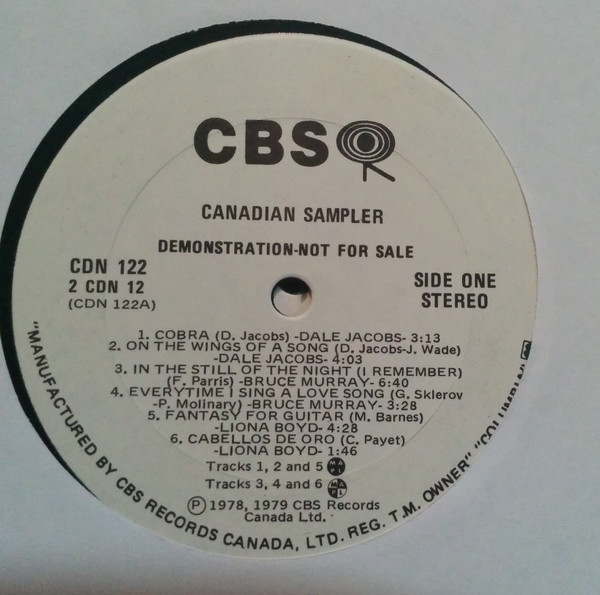 CBS
CANADIAN SAMPLER
DEMONSTRATION-NOT FOR SALE
CDN 122
2 CDN 12
(CDN 122A)
SIDE ONE
STEREO
1. COBRA (D. Jacobs) -DALE JACOBS- 3:13
2. ON THE WINGS OF A SONG (D. Jacobs-J. Wade)
-DALE JACOBS- 4:03
3. IN THE STILL OF THE NIGHT (I REMEMBER)
(F. Parris) -BRUCE MURRAY- 6:40
4. EVERYTIME I SING A LOVE SONG (G. Sklerov
-P. Molinary) -BRUCE MURRAY- 3:28
5. FANTASY FOR GUITAR (M. Barnes)
-LIONA BOYD- 4:28
6. CABELLOS DE ORO (C. Payet)
-LIONA BOYD- 1:46
Tracks 1, 2 and 5
Tracks 3, 4 and 6
Ⓟ 1978, 1979 CBS Records
Canada Ltd.
"MANUFACTURED BY CBS RECORDS CANADA, LTD. REG. T.M. OWNER"